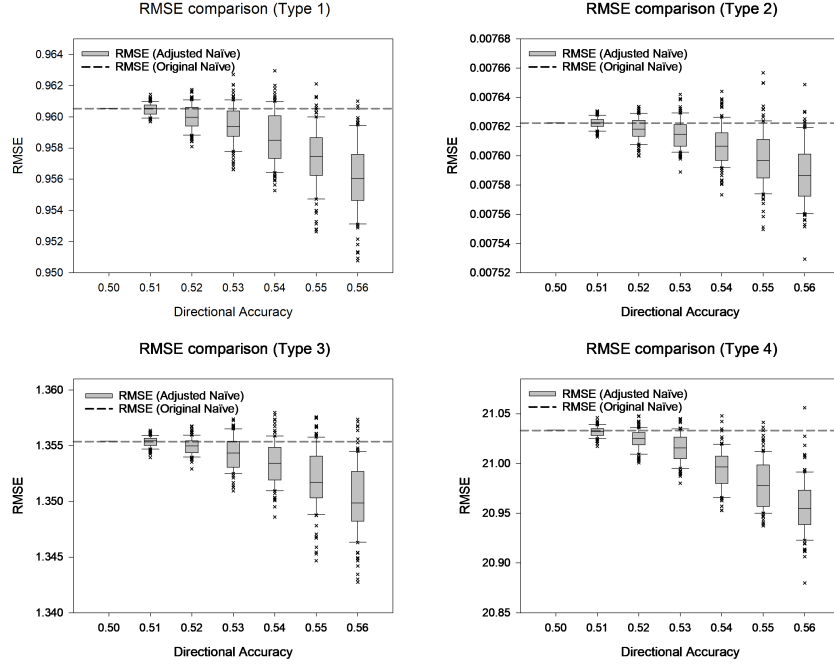 RMSE comparison (Type 1)
RMSE
0.964
0.962
0.960
0.958
0.956
0.954
0.952
0.950
RMSE (Adjusted Naïve)
RMSE (Original Naïve)
0.50 0.51 0.52 0.53 0.54 0.55 0.56
Directional Accuracy
RMSE comparison (Type 2)
RMSE
0.00768
0.00766
0.00764
0.00762
0.00760
0.00758
0.00756
0.00754
0.00752
RMSE (Adjusted Naïve)
RMSE (Original Naïve)
0.50 0.51 0.52 0.53 0.54 0.55 0.56
Directional Accuracy
RMSE comparison (Type 3)
RMSE
1.360
1.355
1.350
1.345
1.340
RMSE (Adjusted Naïve)
RMSE (Original Naïve)
0.50 0.51 0.52 0.53 0.54 0.55 0.56
Directional Accuracy
RMSE comparison (Type 4)
RMSE
21.05
21.00
20.95
20.90
20.85
RMSE (Adjusted Naïve)
RMSE (Original Naïve)
0.50 0.51 0.52 0.53 0.54 0.55 0.56
Directional Accuracy